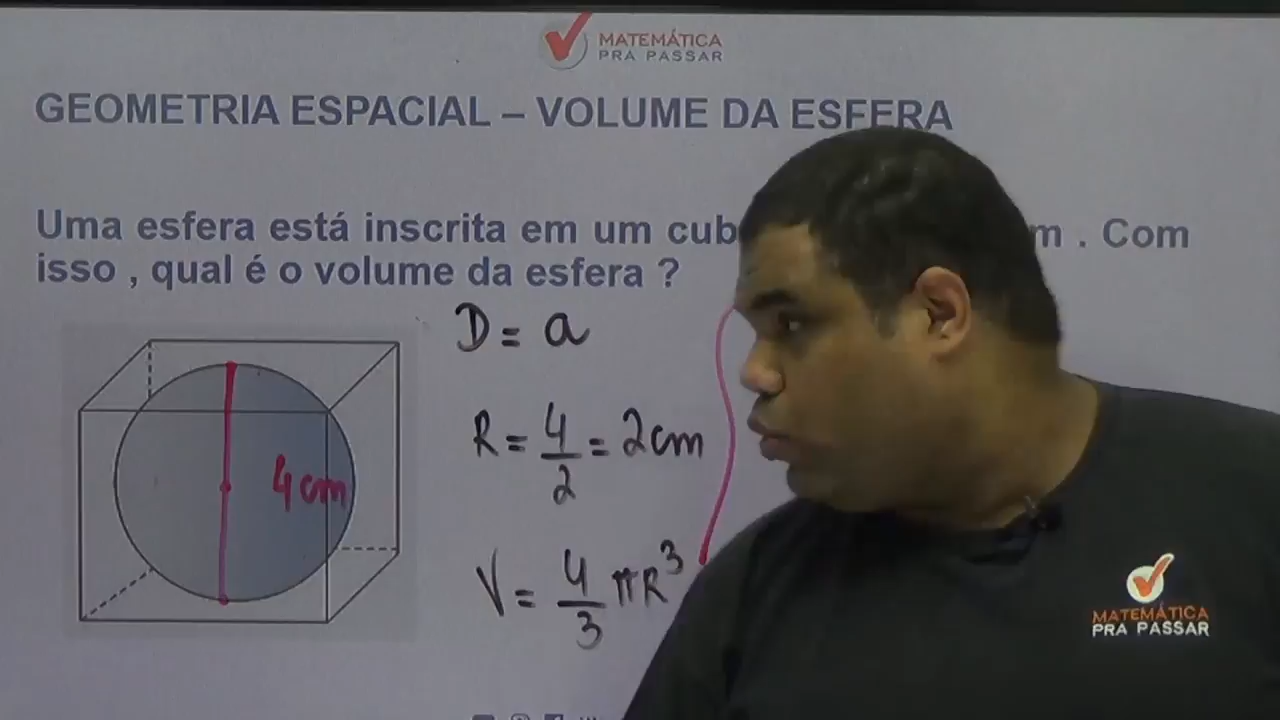 MATEMÁTICA
PRA PASSAR
GEOMETRIA ESPACIAL – VOLUME DA ESFERA
Uma esfera está inscrita em um cub m . Com
isso , qual é o volume da esfera ?
D = a
R = 4/2 = 2cm
4cm
V = 4/3 πR³
MATEMÁTICA
PRA PASSAR